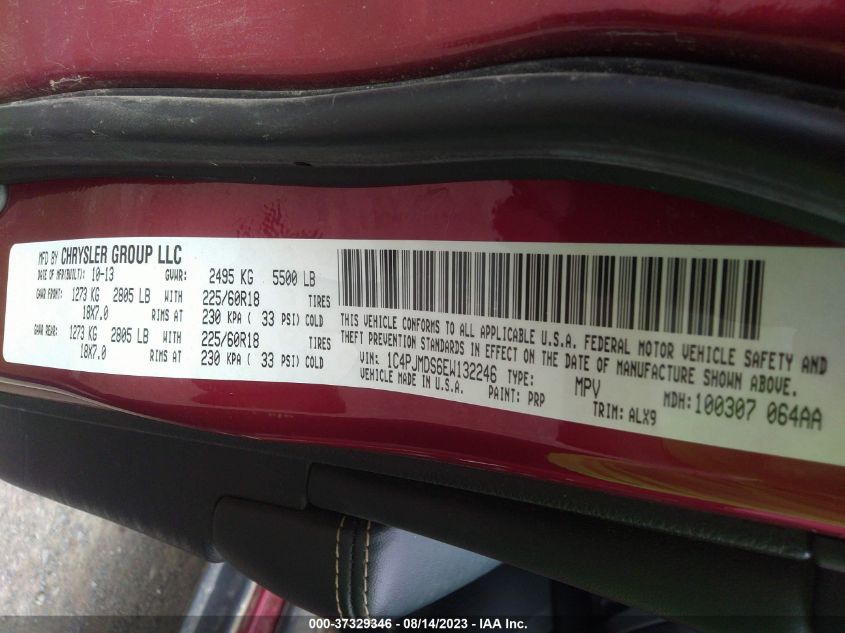 MFD BY CHRYSLER GROUP LLC
DATE OF MFR(BUILT): 10-13 GVWR: 2495 KG 5500 LB
GAWR FRONT: 1273 KG 2805 LB WITH 225/60R18 TIRES
18X7.0 RIMS AT 230 KPA ( 33 PSI) COLD
GAWR REAR: 1273 KG 2805 LB WITH 225/60R18 TIRES
18X7.0 RIMS AT 230 KPA ( 33 PSI) COLD
THIS VEHICLE CONFORMS TO ALL APPLICABLE U.S.A. FEDERAL MOTOR VEHICLE SAFETY AND
THEFT PREVENTION STANDARDS IN EFFECT ON THE DATE OF MANUFACTURE SHOWN ABOVE.
VIN: 1C4PJMDS6EW132246 TYPE: MPV MDH: 100307 064AA
VEHICLE MADE IN U.S.A. PAINT: PRP TRIM: ALX9
000-37329346 - 08/14/2023 - IAA Inc.